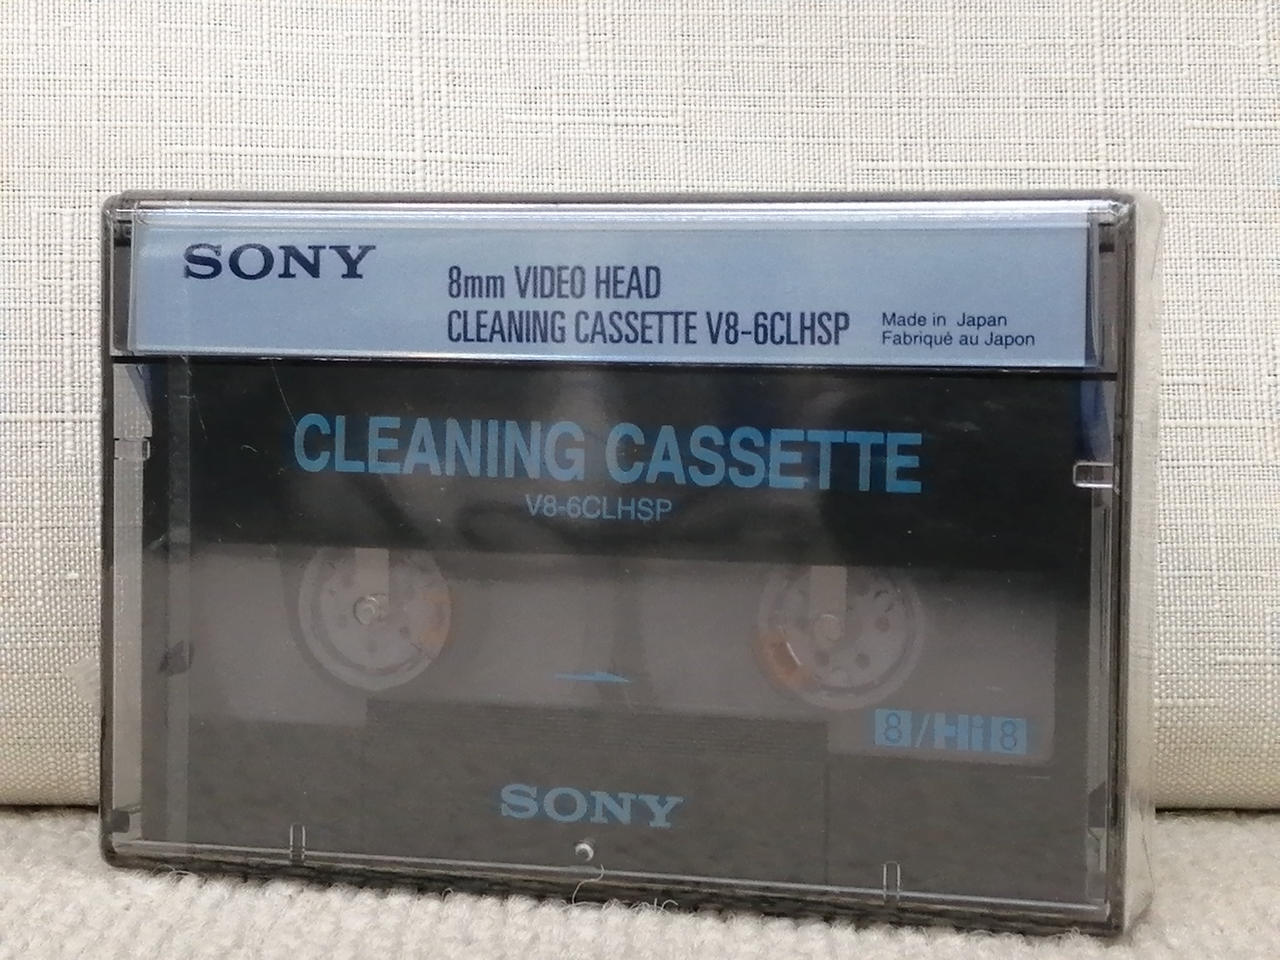 SONY
8mm VIDEO HEAD
CLEANING CASSETTE V8-6CLHSP
Made in Japan
Fabriqué au Japon
CLEANING CASSETTE
V8-6CLHSP
8/Hi8
SONY